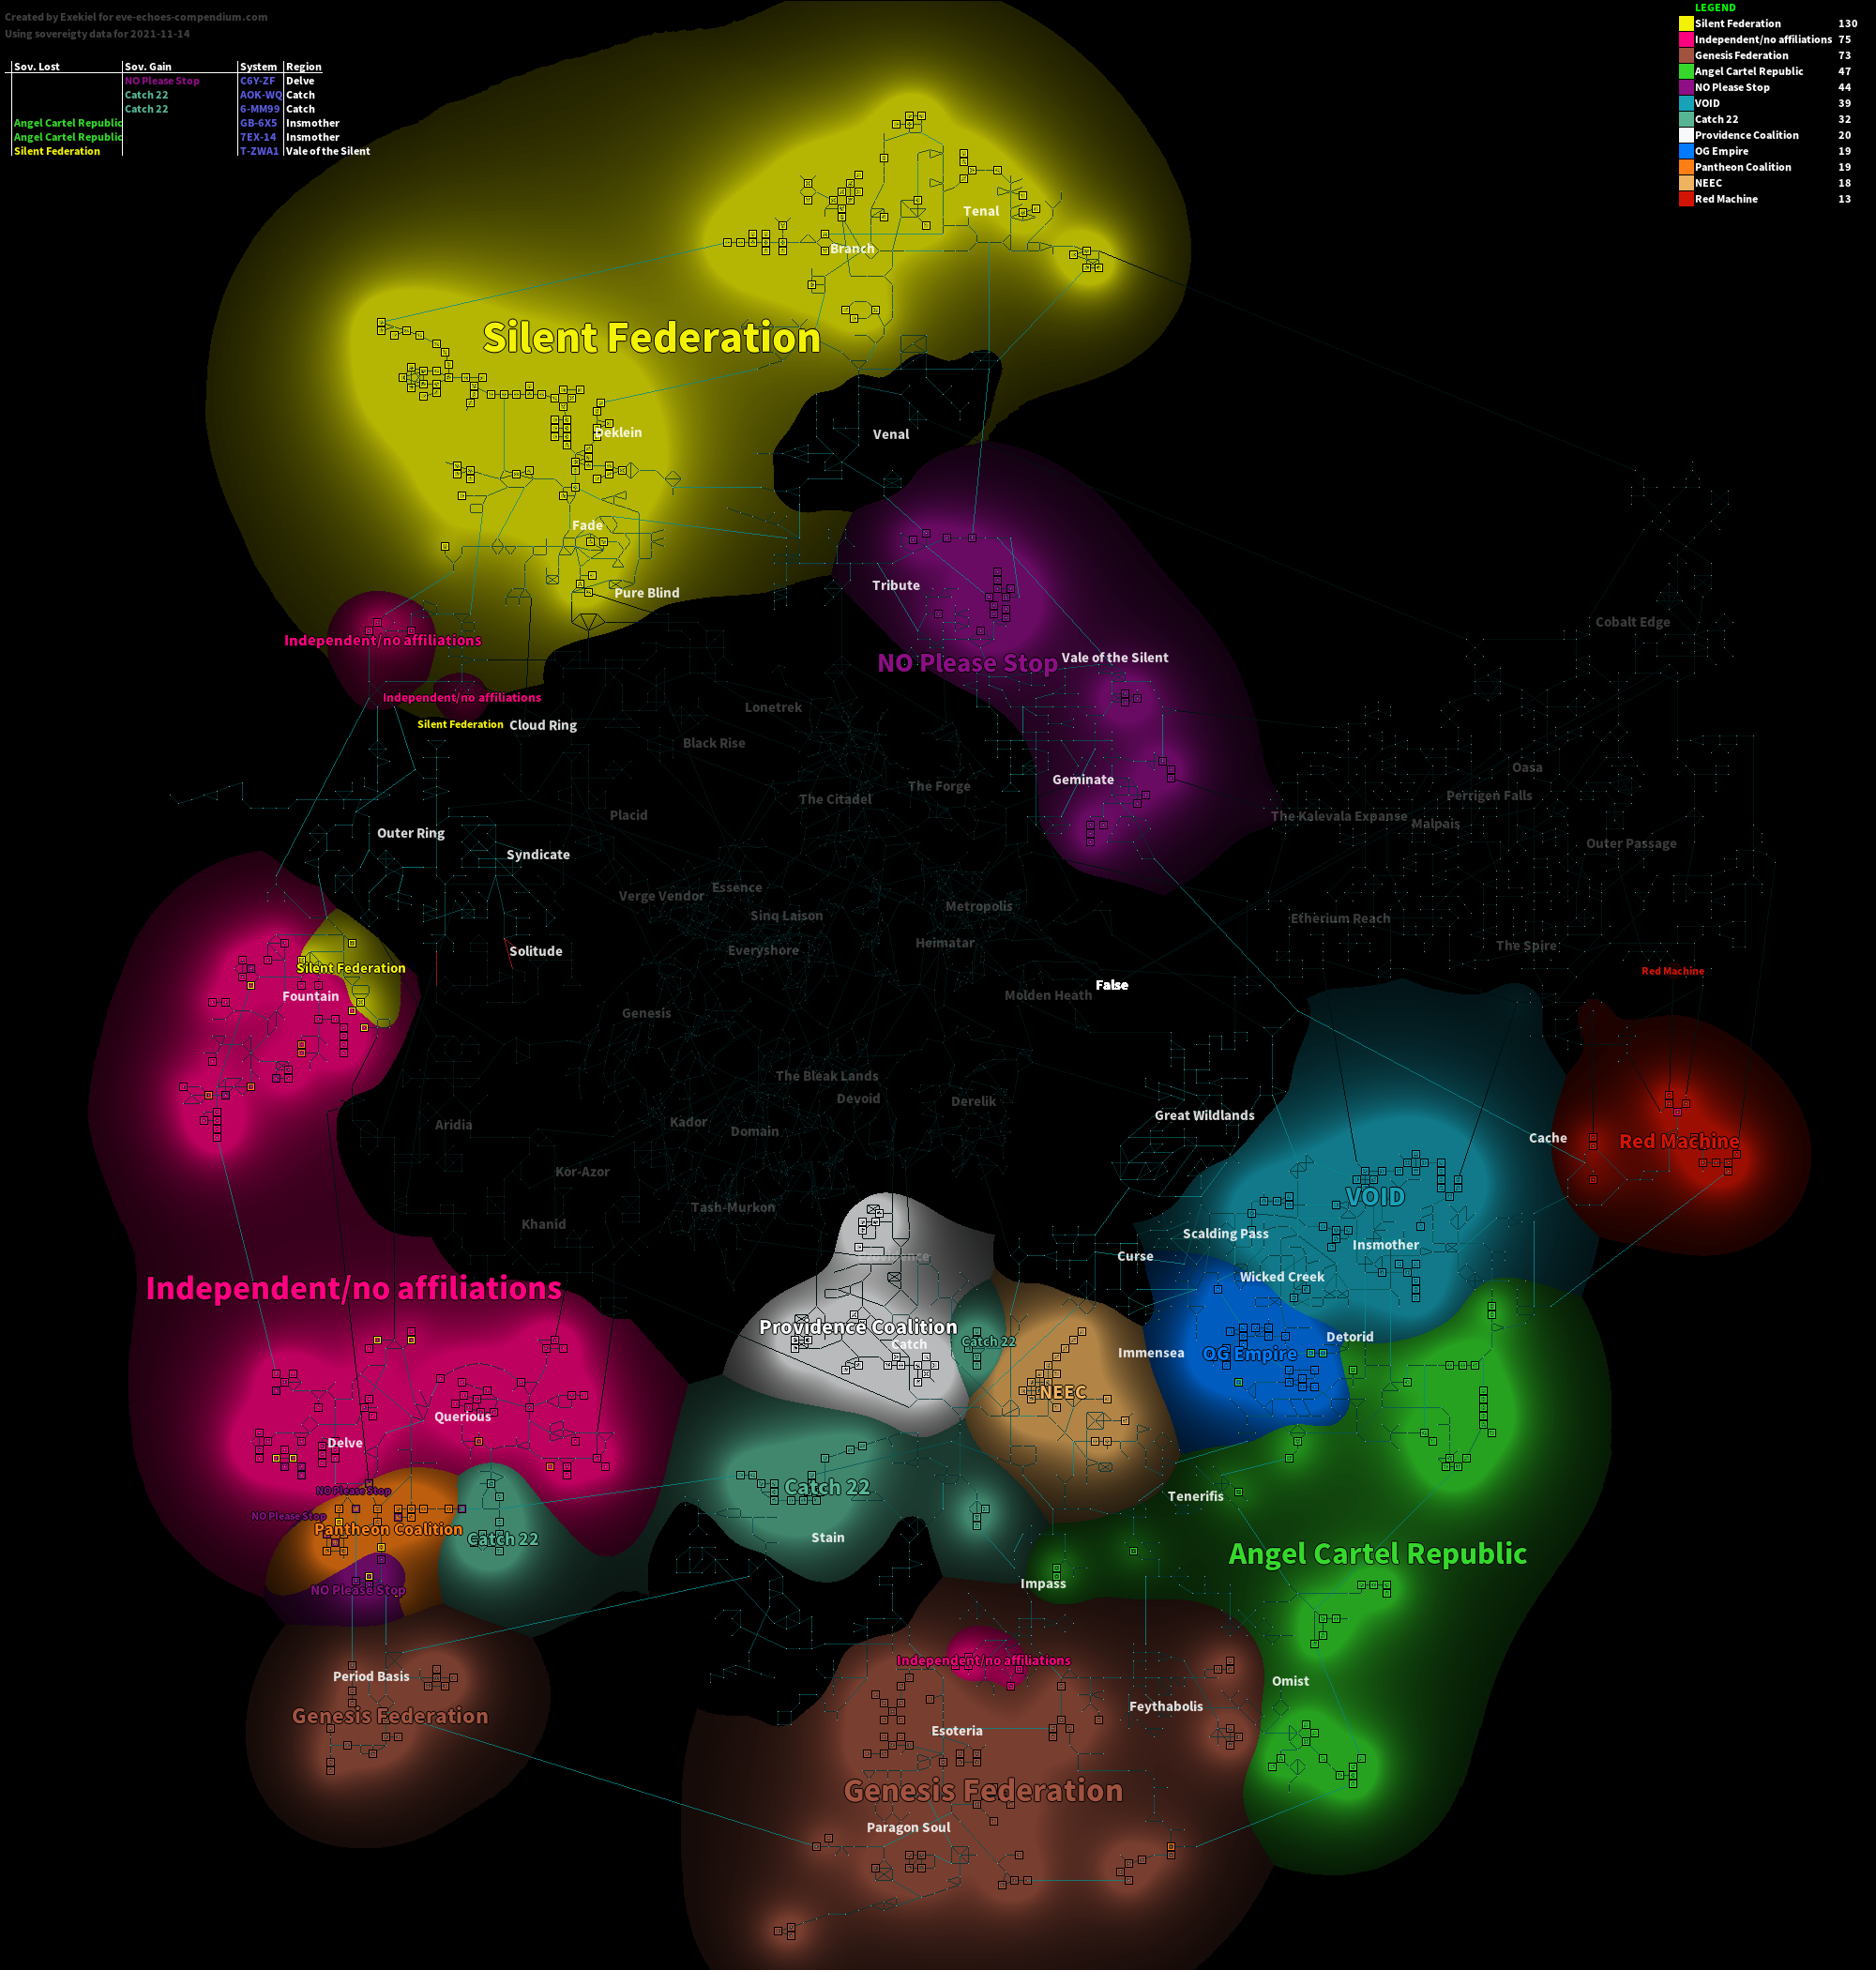 Created by Exekiel for eve-echoes-compendium.com
Using sovereigty data for 2021-11-14
Sov. Lost Sov. Gain System Region
NO Please Stop C6Y-ZF Delve
Catch 22 AOK-WQ Catch
Catch 22 6-MM99 Catch
Angel Cartel Republic GB-6X5 Insmother
Angel Cartel Republic 7EX-14 Insmother
Silent Federation T-ZWA1 Vale of the Silent
LEGEND
Silent Federation 130
Independent/no affiliations 75
Genesis Federation 73
Angel Cartel Republic 47
NO Please Stop 44
VOID 39
Catch 22 32
Providence Coalition 20
OG Empire 19
Pantheon Coalition 19
NEEC 18
Red Machine 13
Tenal
Branch
Silent Federation
Deklein
Venal
Fade
Tribute
Pure Blind
Cobalt Edge
Independent/no affiliations
NO Please Stop
Vale of the Silent
Independent/no affiliations
Silent Federation
Cloud Ring
Lonetrek
Black Rise
Oasa
Geminate
The Forge
Perrigen Falls
The Citadel
Placid
The Kalevala Expanse
Malpais
Outer Ring
Outer Passage
Syndicate
Essence
Verge Vendor
Metropolis
Sinq Laison
Etherium Reach
Heimatar
The Spire
Everyshore
Solitude
Silent Federation
Red Machine
False
Fountain
Molden Heath
Genesis
The Bleak Lands
Devoid
Derelik
Great Wildlands
Kador
Aridia
Domain
Cache
Red Machine
Kor-Azor
VOID
Tash-Murkon
Khanid
Scalding Pass
Insmother
Curse
Wicked Creek
Independent/no affiliations
Providence Coalition
Catch
Catch 22
Detorid
Immensea
OG Empire
NEEC
Querious
Delve
Catch 22
NO Please Stop
Tenerifis
NO Please Stop
Pantheon Coalition
Catch 22
Stain
Angel Cartel Republic
Impass
NO Please Stop
Independent/no affiliations
Period Basis
Omist
Feythabolis
Genesis Federation
Esoteria
Genesis Federation
Paragon Soul